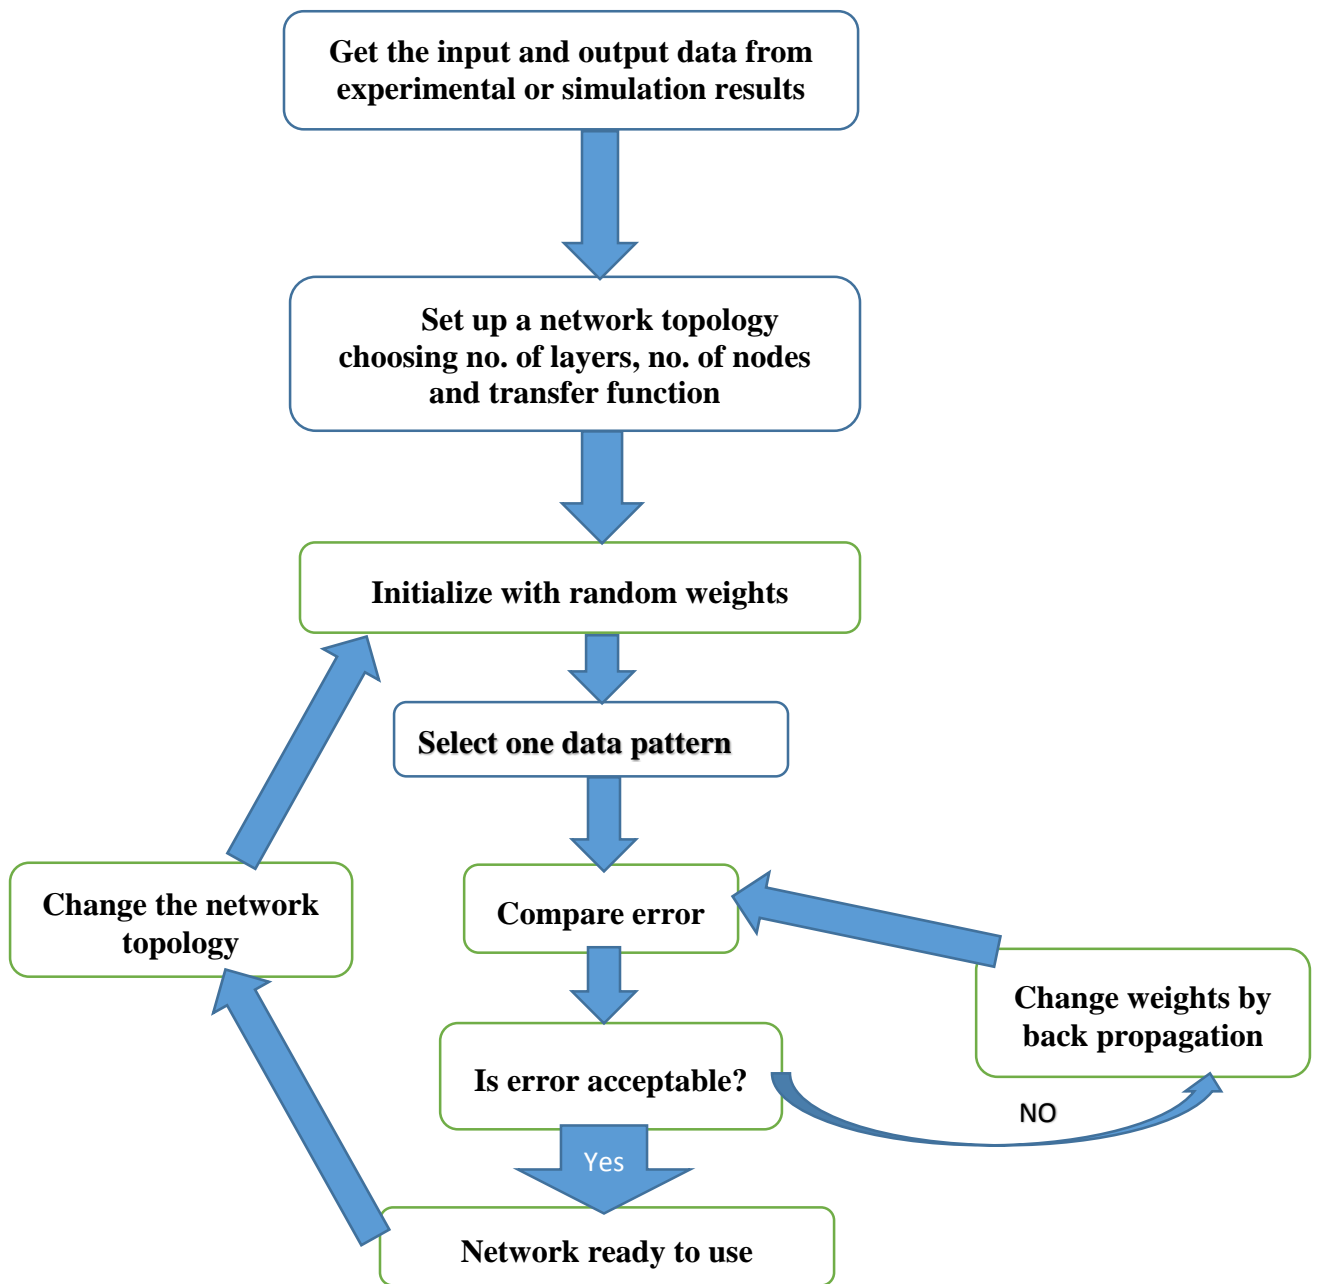 Get the input and output data from
experimental or simulation results
Set up a network topology
choosing no. of layers, no. of nodes
and transfer function
Initialize with random weights
Select one data pattern
Change the network
topology
Compare error
Change weights by
back propagation
Is error acceptable?
NO
Yes
Network ready to use